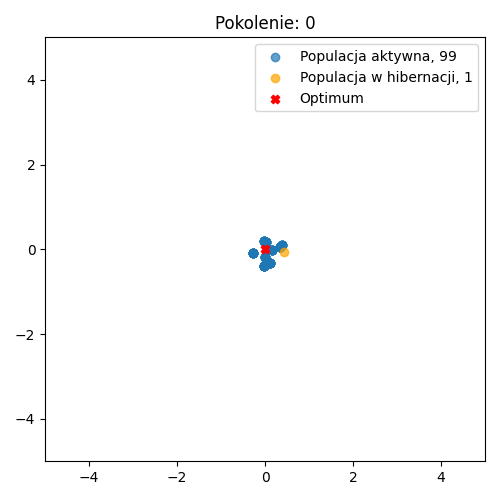 Pokolenie: 0
Populacja aktywna, 99
Populacja w hibernacji, 1
Optimum
4
2
0
−2
−4
−4 −2 0 2 4